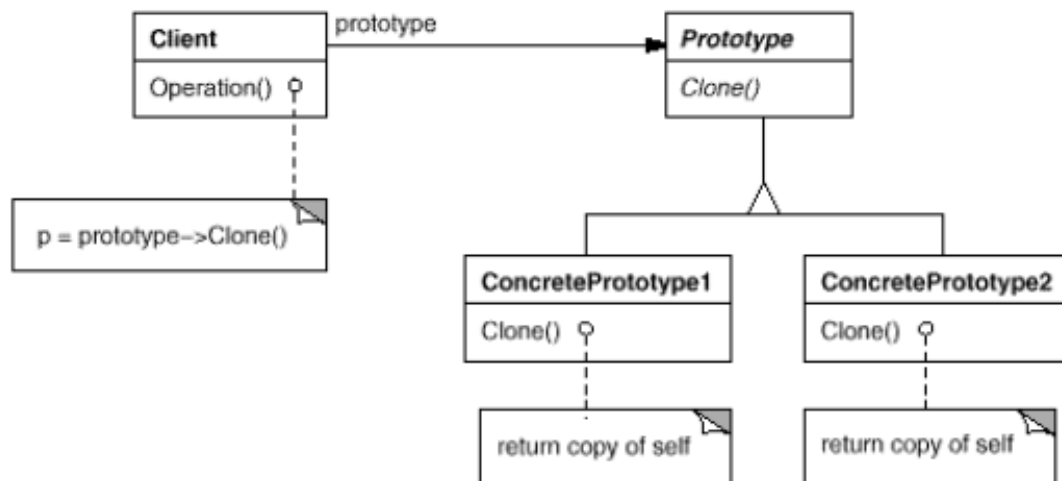 Client
prototype
Prototype
Operation()
Clone()
p = prototype->Clone()
ConcretePrototype1
ConcretePrototype2
Clone()
Clone()
return copy of self
return copy of self